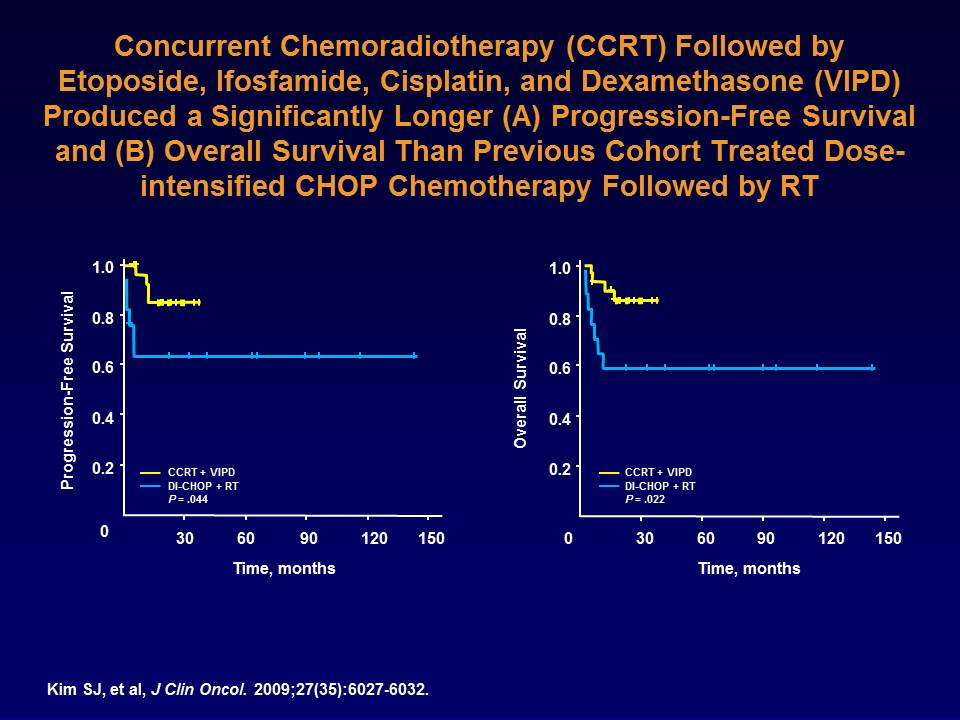 Concurrent Chemoradiotherapy (CCRT) Followed by
Etoposide, Ifosfamide, Cisplatin, and Dexamethasone (VIPD)
Produced a Significantly Longer (A) Progression-Free Survival
and (B) Overall Survival Than Previous Cohort Treated Dose-
intensified CHOP Chemotherapy Followed by RT
Progression-Free Survival
1.0
0.8
0.6
0.4
0.2
0
CCRT + VIPD
DI-CHOP + RT
P = .044
30 60 90 120 150
Time, months
Overall Survival
1.0
0.8
0.6
0.4
0.2
CCRT + VIPD
DI-CHOP + RT
P = .022
0 30 60 90 120 150
Time, months
Kim SJ, et al, J Clin Oncol. 2009;27(35):6027-6032.